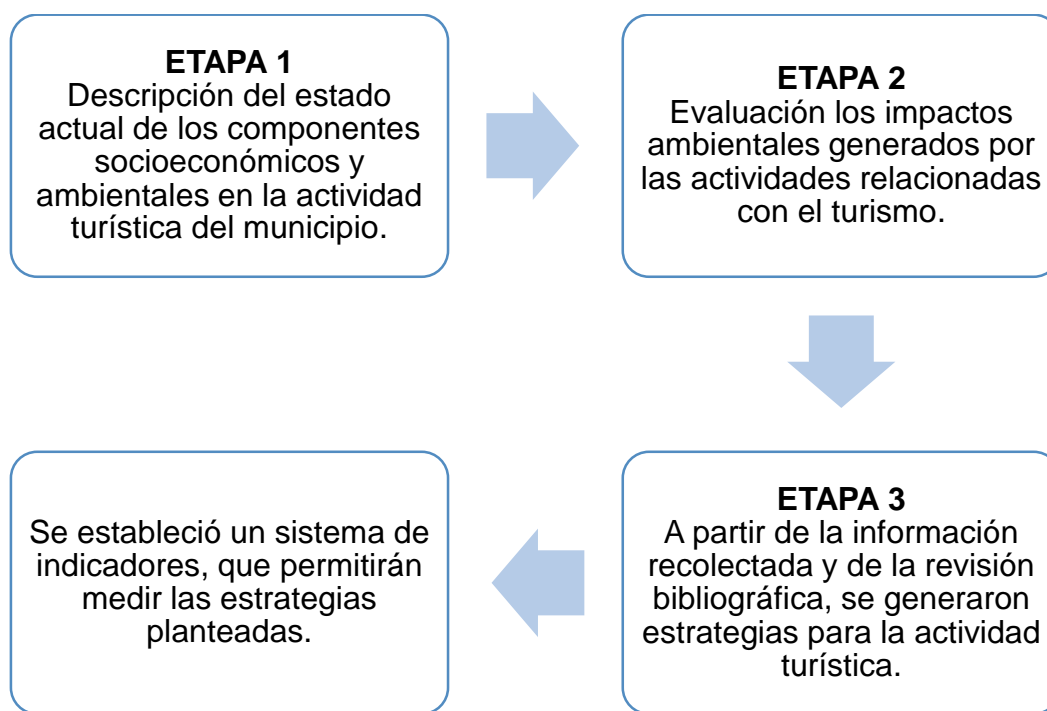 ETAPA 1
Descripción del estado
actual de los componentes
socioeconómicos y
ambientales en la actividad
turística del municipio.
ETAPA 2
Evaluación los impactos
ambientales generados por
las actividades relacionadas
con el turismo.
ETAPA 3
A partir de la información
recolectada y de la revisión
bibliográfica, se generaron
estrategias para la actividad
turística.
Se estableció un sistema de
indicadores, que permitirán
medir las estrategias
planteadas.